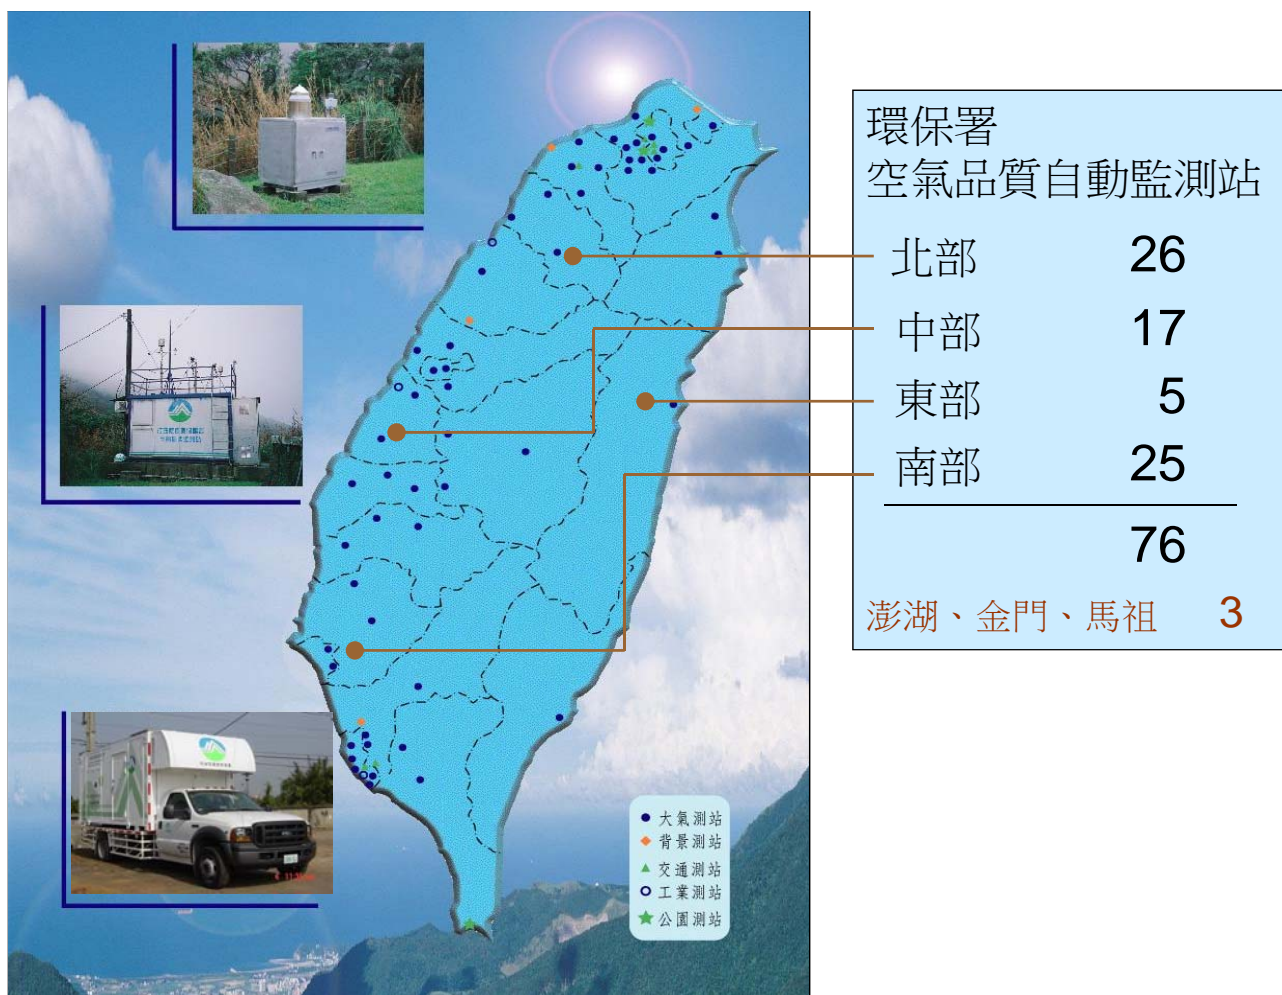 環保署
空氣品質自動監測站
北部 26
中部 17
東部 5
南部 25
76
澎湖、金門、馬祖 3
大氣測站
背景測站
交通測站
工業測站
公園測站